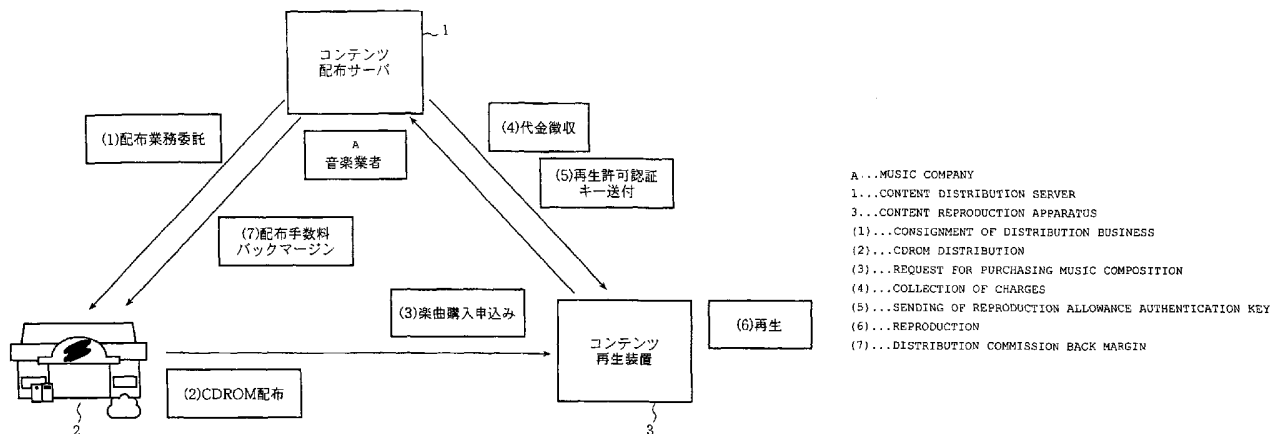 1
コンテンツ
配布サーバ
(1)配布業務委託
A
音楽業者
(4)代金徴収
(5)再生許可認証
キー送付
(7)配布手数料
バックマージン
(3)楽曲購入申込み
コンテンツ
再生装置
(6)再生
(2)CDROM配布
2
3
A...MUSIC COMPANY
1...CONTENT DISTRIBUTION SERVER
3...CONTENT REPRODUCTION APPARATUS
(1)...CONSIGNMENT OF DISTRIBUTION BUSINESS
(2)...CDROM DISTRIBUTION
(3)...REQUEST FOR PURCHASING MUSIC COMPOSITION
(4)...COLLECTION OF CHARGES
(5)...SENDING OF REPRODUCTION ALLOWANCE AUTHENTICATION KEY
(6)...REPRODUCTION
(7)...DISTRIBUTION COMMISSION BACK MARGIN